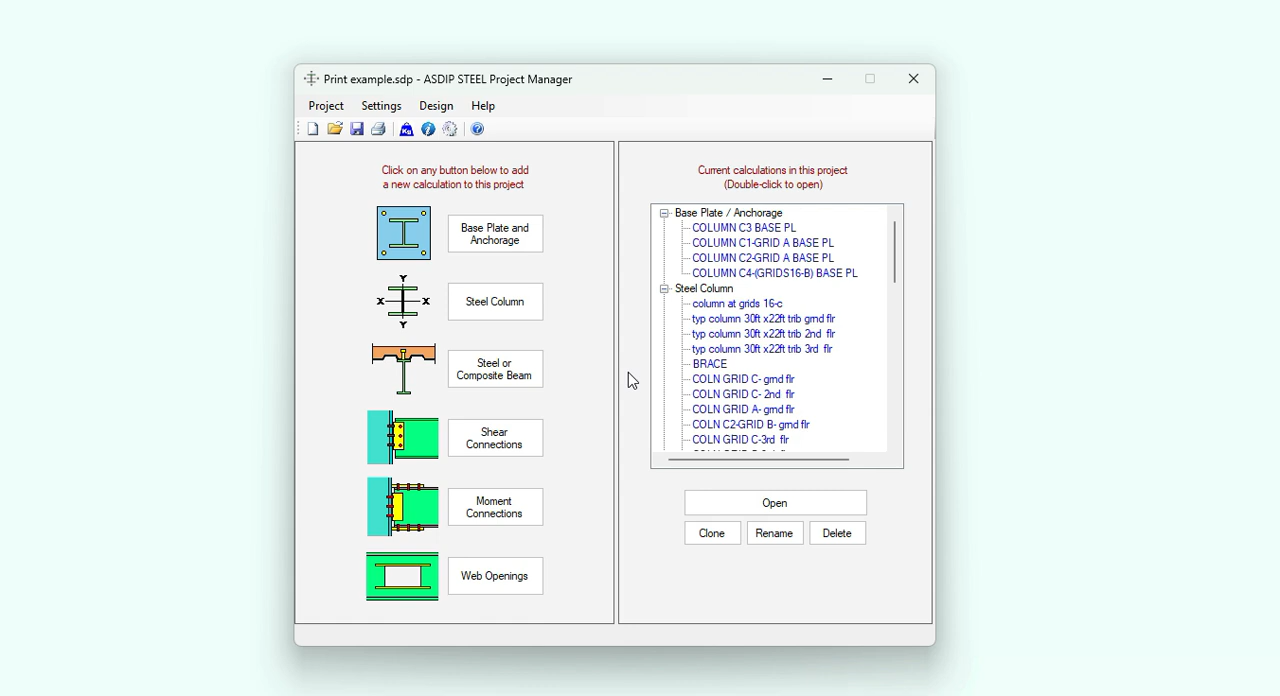 Print example.sdp - ASDIP STEEL Project Manager
Project Settings Design Help
Kg
Click on any button below to add
a new calculation to this project
Base Plate and
Anchorage
Y
X X
Y
Steel Column
Steel or
Composite Beam
Shear
Connections
Moment
Connections
Web Openings
Current calculations in this project
(Double-click to open)
Base Plate / Anchorage
COLUMN C3 BASE PL
COLUMN C1-GRID A BASE PL
COLUMN C2-GRID A BASE PL
COLUMN C4-(GRIDS16-B) BASE PL
Steel Column
column at grids 16-c
typ column 30ft x22ft trib grnd flr
typ column 30ft x22ft trib 2nd flr
typ column 30ft x22ft trib 3rd flr
BRACE
COLN GRID C- grnd flr
COLN GRID C- 2nd flr
COLN GRID A- grnd flr
COLN C2-GRID B- grnd flr
COLN GRID C-3rd flr
Open
Clone Rename Delete